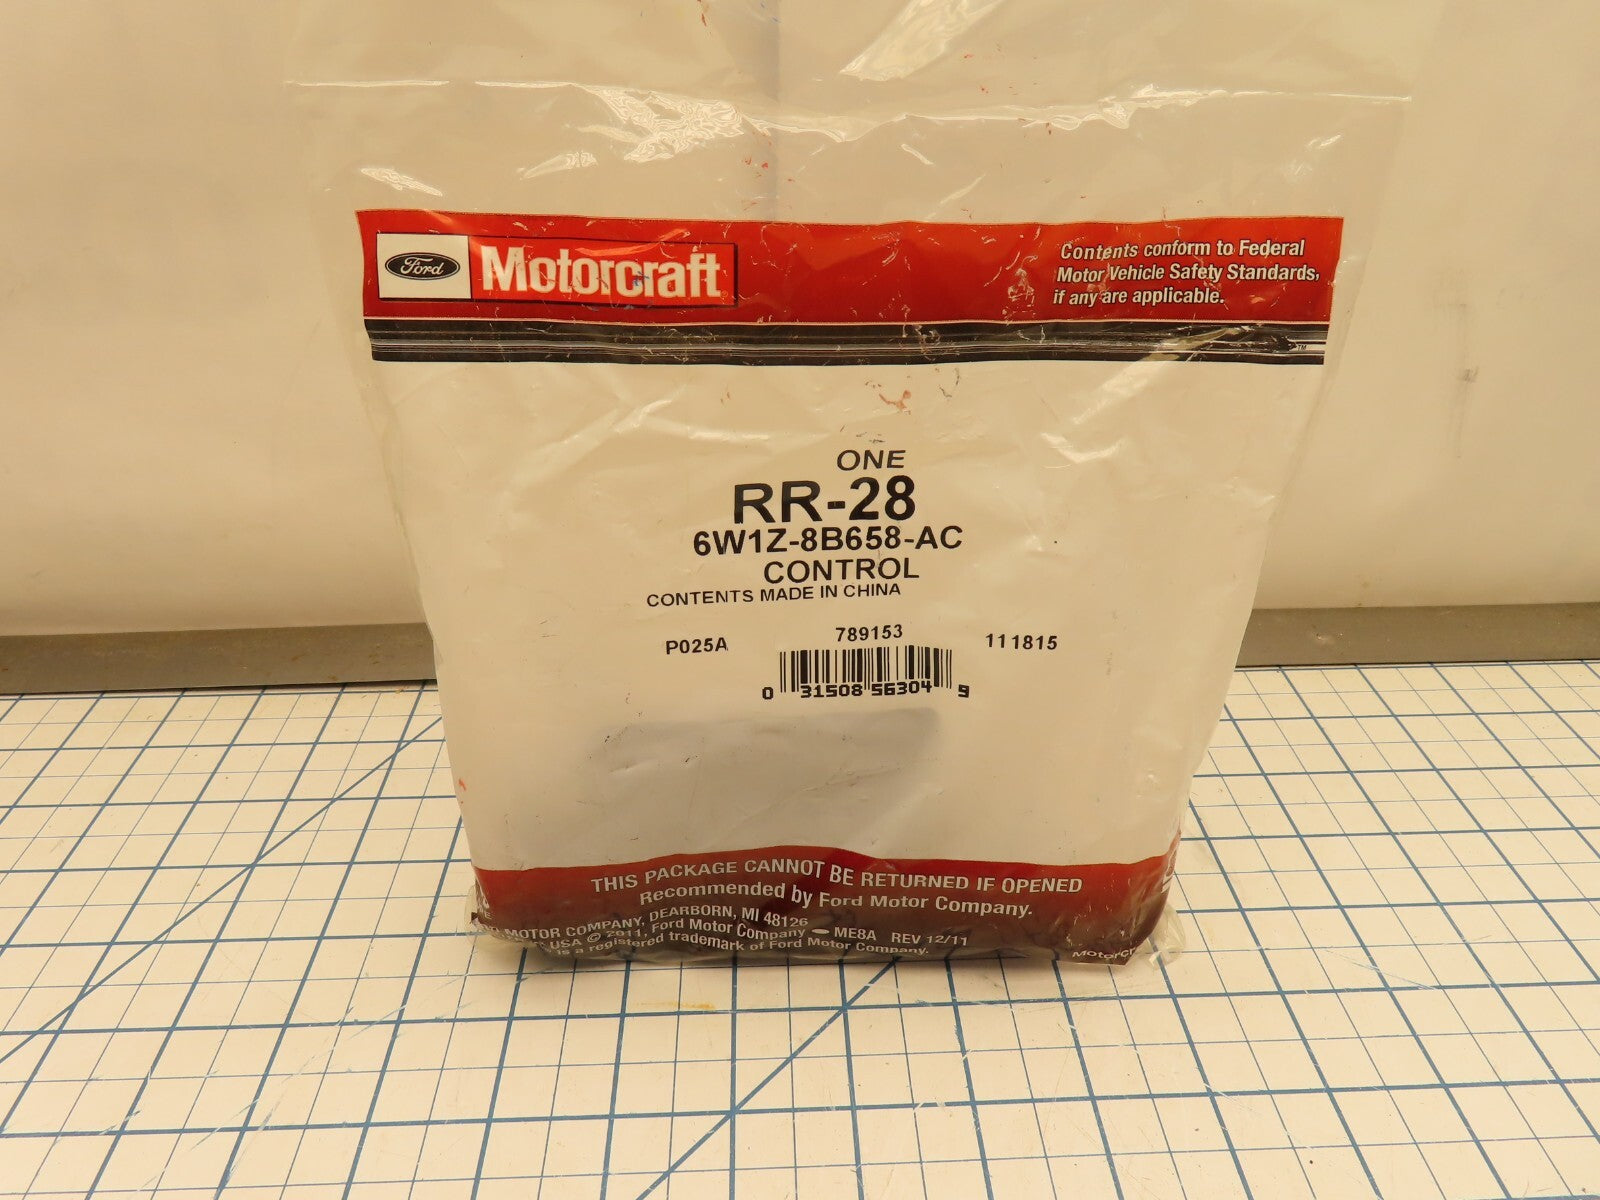 Ford Motorcraft
Contents conform to Federal
Motor Vehicle Safety Standards,
if any are applicable.
TM
ONE
RR-28
6W1Z-8B658-AC
CONTROL
CONTENTS MADE IN CHINA
P025A 789153 111815
0 31508 56304 9
THIS PACKAGE CANNOT BE RETURNED IF OPENED
Recommended by Ford Motor Company.
MOTOR COMPANY, DEARBORN, MI 48126
USA © 2011, Ford Motor Company ME8A REV 12/11
is a registered trademark of Ford Motor Company.